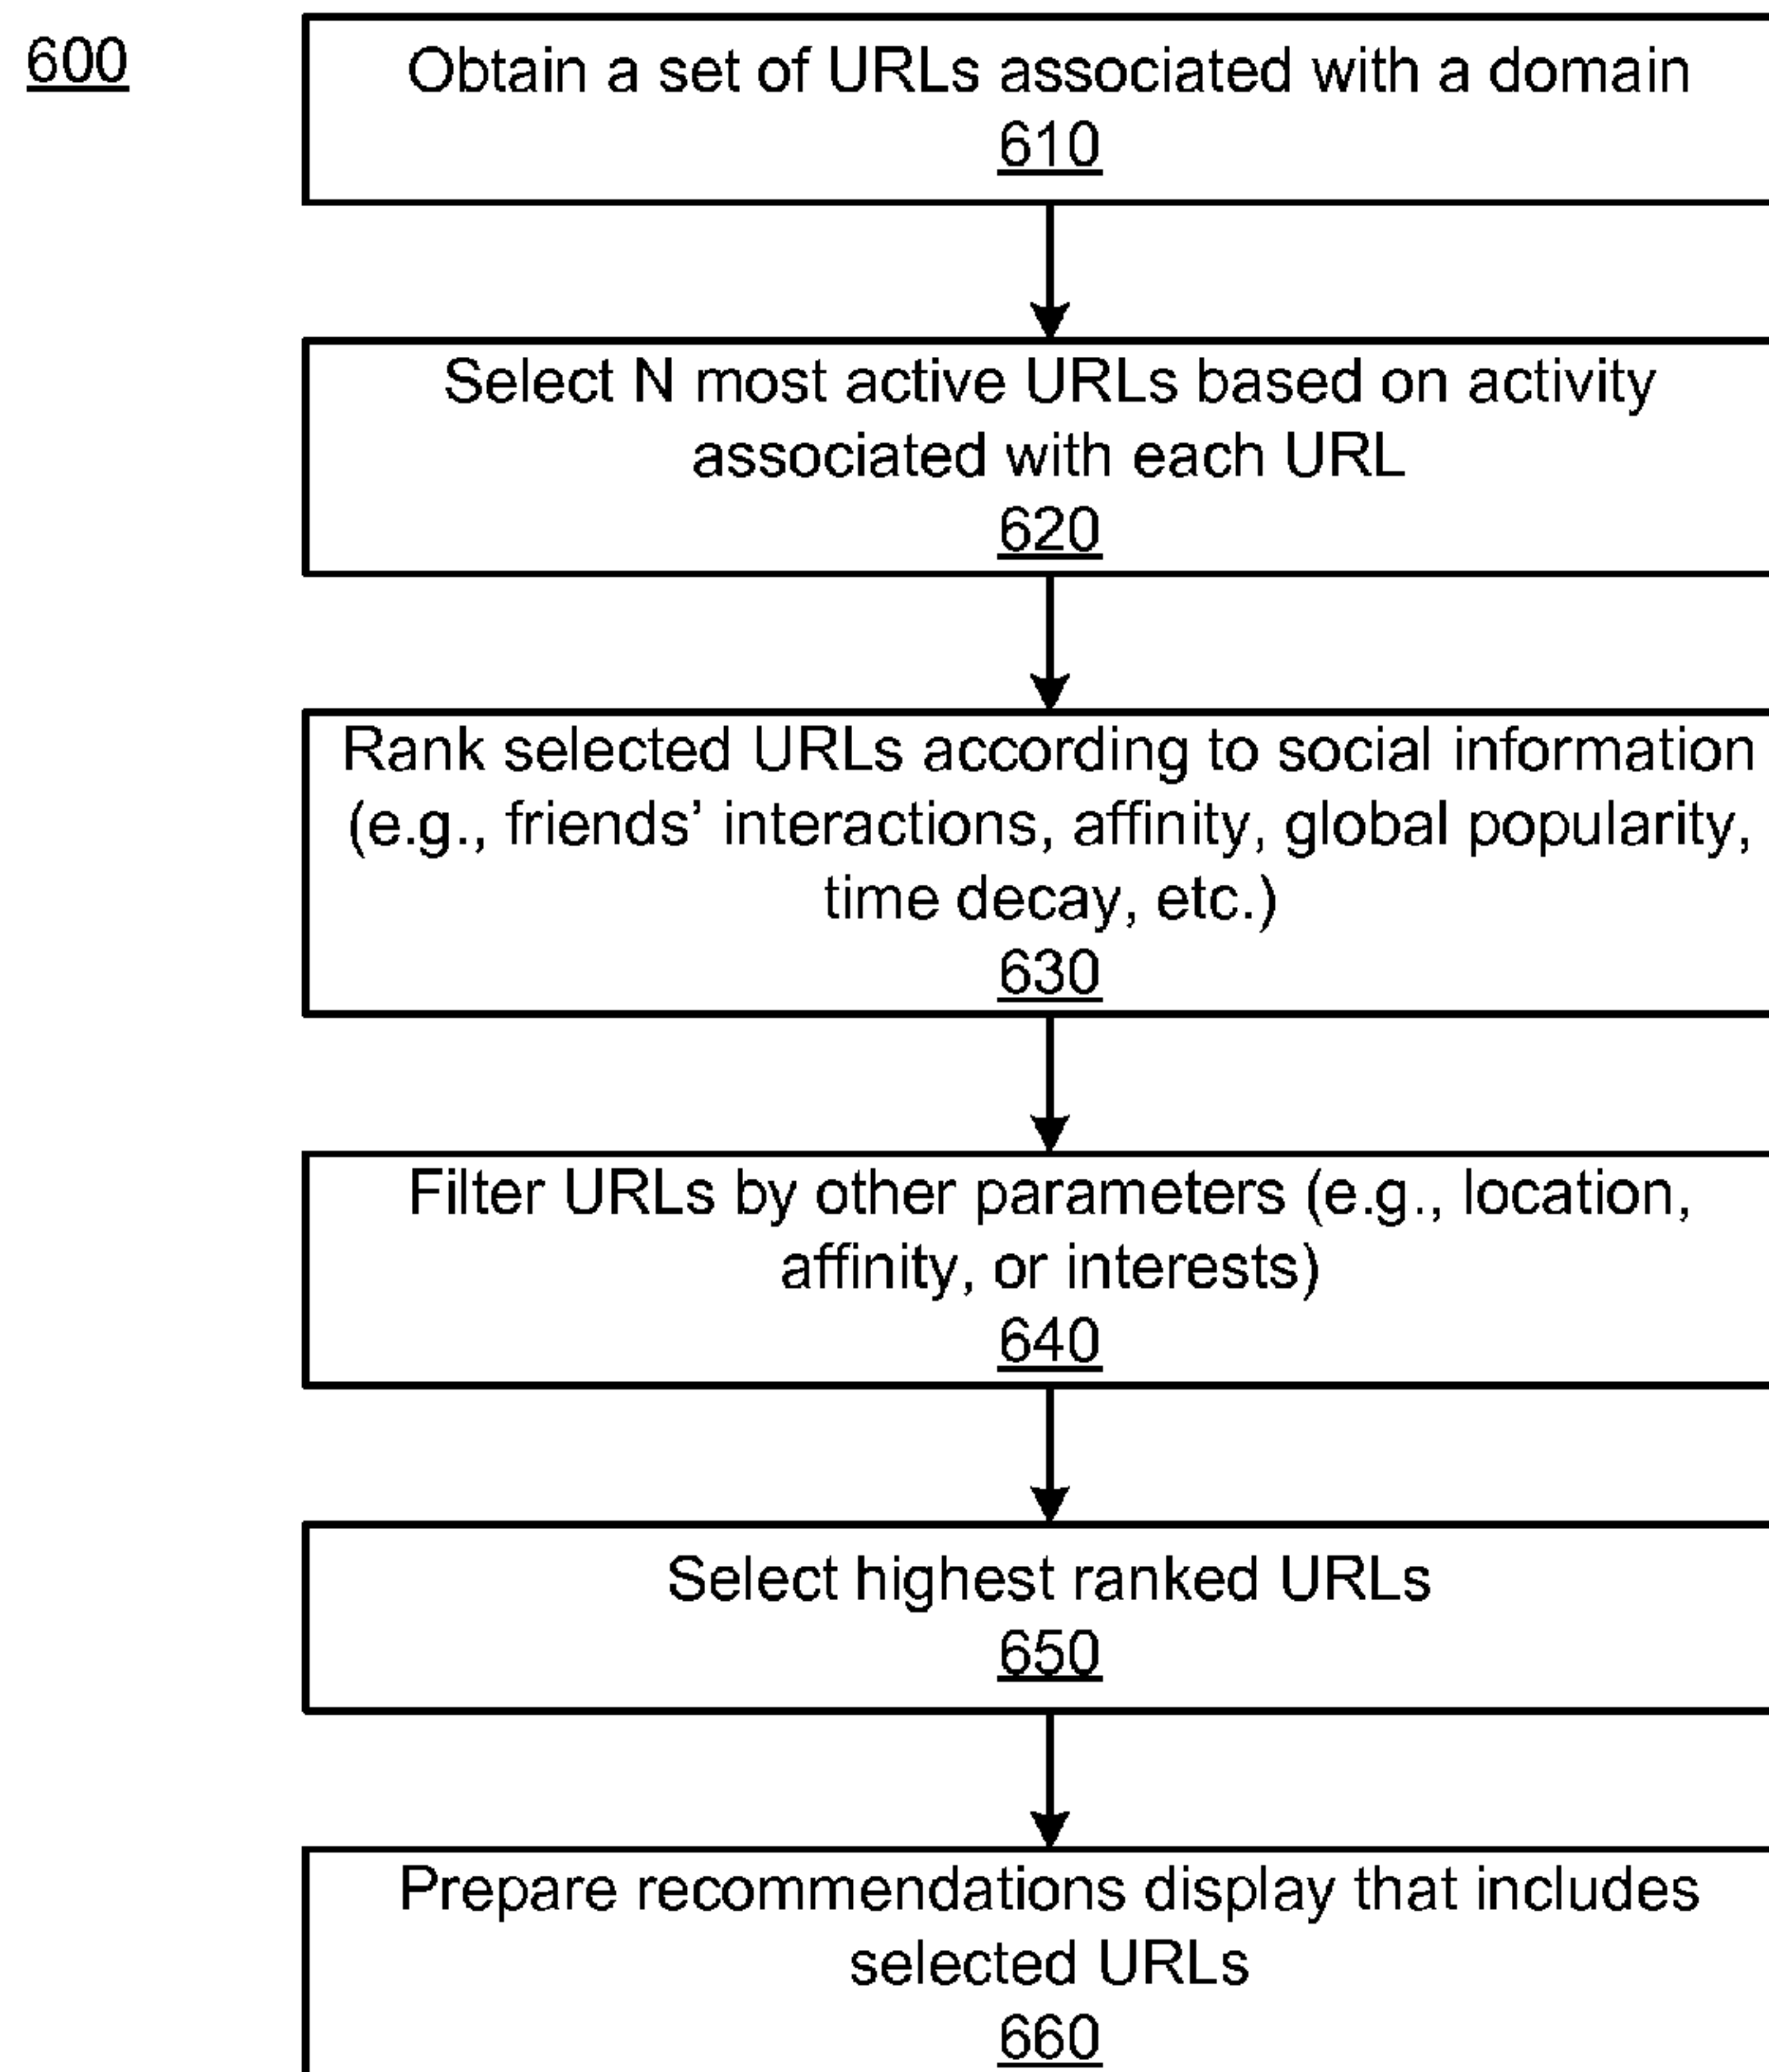 600
Obtain a set of URLs associated with a domain
610
Select N most active URLs based on activity
associated with each URL
620
Rank selected URLs according to social information
(e.g., friends’ interactions, affinity, global popularity,
time decay, etc.)
630
Filter URLs by other parameters (e.g., location,
affinity, or interests)
640
Select highest ranked URLs
650
Prepare recommendations display that includes
selected URLs
660